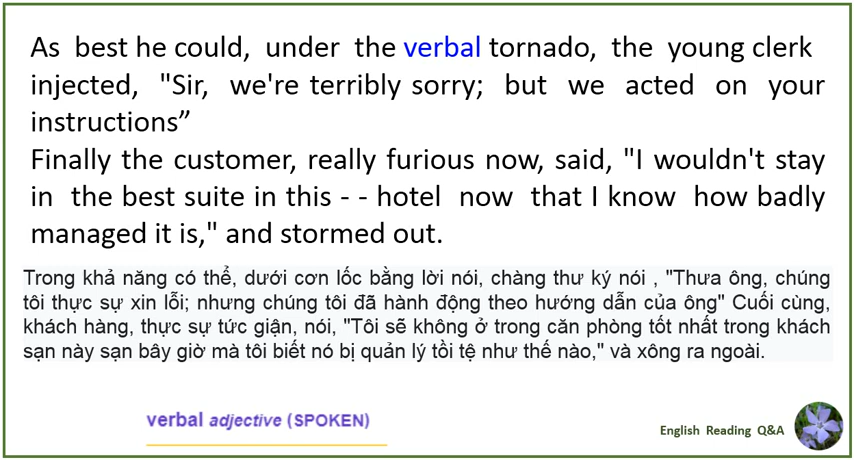 As best he could, under the verbal tornado, the young clerk
injected, "Sir, we're terribly sorry; but we acted on your
instructions”
Finally the customer, really furious now, said, "I wouldn't stay
in the best suite in this - - hotel now that I know how badly
managed it is," and stormed out.
Trong khả năng có thể, dưới cơn lốc bằng lời nói, chàng thư ký nói , "Thưa ông, chúng
tôi thực sự xin lỗi; nhưng chúng tôi đã hành động theo hướng dẫn của ông" Cuối cùng,
khách hàng, thực sự tức giận, nói, "Tôi sẽ không ở trong căn phòng tốt nhất trong khách
sạn này sạn bây giờ mà tôi biết nó bị quản lý tồi tệ như thế nào," và xông ra ngoài.
verbal adjective (SPOKEN)
English Reading Q&A